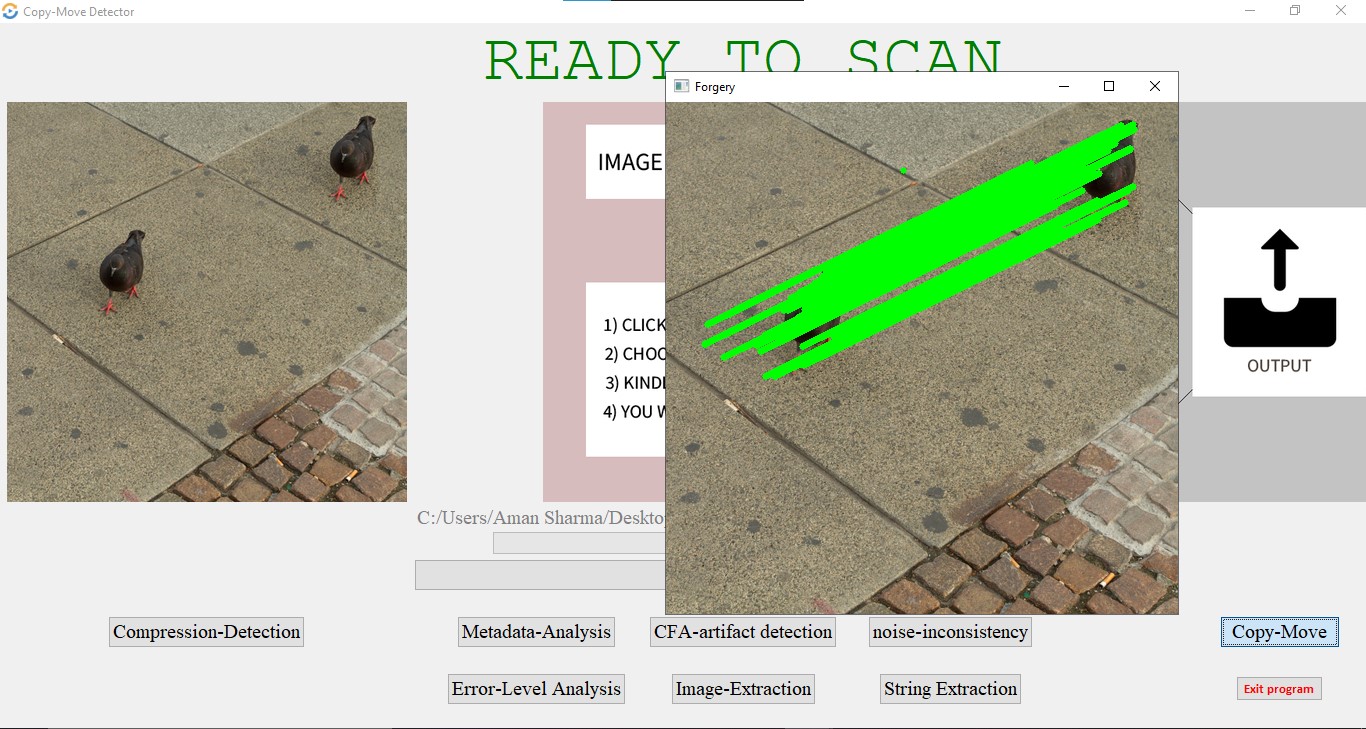 Copy-Move Detector
READY TO SCAN
Forgery
IMAGE
1) CLICK
2) CHOO
3) KIND
4) YOU W
OUTPUT
C:/Users/Aman Sharma/Deskto
Compression-Detection
Metadata-Analysis
CFA-artifact detection
noise-inconsistency
Copy-Move
Error-Level Analysis
Image-Extraction
String Extraction
Exit program